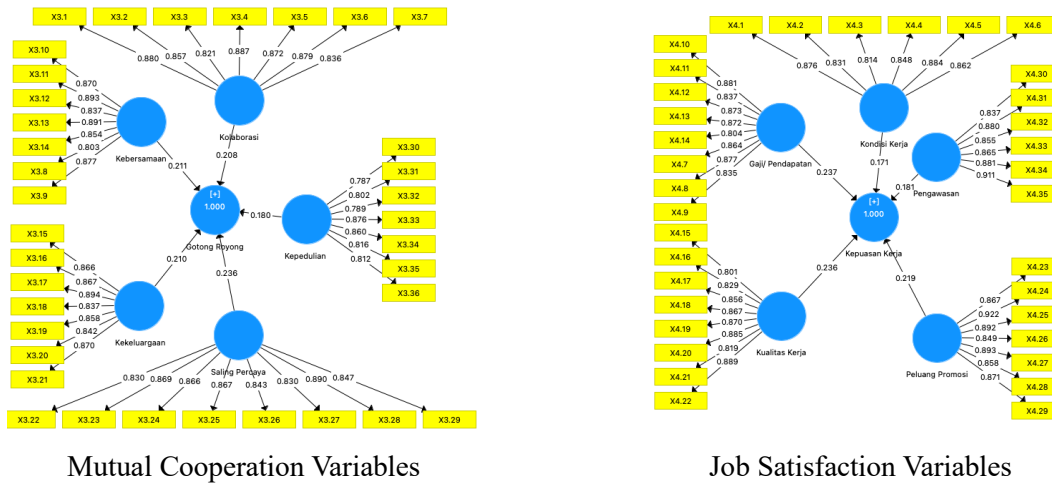 X3.1 X3.2 X3.3 X3.4 X3.5 X3.6 X3.7
0.880 0.857 0.821 0.887 0.872 0.879 0.836
X3.10
X3.11
X3.12
X3.13
X3.14
X3.8
X3.9
0.870
0.893
0.837
0.891
0.854
0.803
0.877
Kebersamaan
Kolaborasi
0.211
0.208
[+]
1.000
Gotong Royong
0.180
Kepedulian
0.787
0.802
0.789
0.876
0.860
0.816
0.812
X3.30
X3.31
X3.32
X3.33
X3.34
X3.35
X3.36
X3.15
X3.16
X3.17
X3.18
X3.19
X3.20
X3.21
0.866
0.867
0.894
0.837
0.858
0.842
0.870
Kekeluargaan
0.210
0.236
Saling Percaya
0.830 0.869 0.866 0.867 0.843 0.830 0.890 0.847
X3.22 X3.23 X3.24 X3.25 X3.26 X3.27 X3.28 X3.29
Mutual Cooperation Variables
X4.1 X4.2 X4.3 X4.4 X4.5 X4.6
0.876 0.831 0.814 0.848 0.884 0.862
X4.10
X4.11
X4.12
X4.13
X4.14
X4.7
X4.8
X4.9
0.881
0.837
0.873
0.872
0.804
0.864
0.877
0.835
Gaji/ Pendapatan
Kondisi Kerja
0.237
0.171
0.181
Pengawasan
0.837
0.880
0.855
0.865
0.881
0.911
X4.30
X4.31
X4.32
X4.33
X4.34
X4.35
[+]
1.000
Kepuasan Kerja
X4.15
X4.16
X4.17
X4.18
X4.19
X4.20
X4.21
X4.22
0.801
0.829
0.856
0.867
0.870
0.885
0.819
0.889
Kualitas Kerja
0.236
0.219
Peluang Promosi
0.867
0.922
0.892
0.849
0.893
0.858
0.871
X4.23
X4.24
X4.25
X4.26
X4.27
X4.28
X4.29
Job Satisfaction Variables